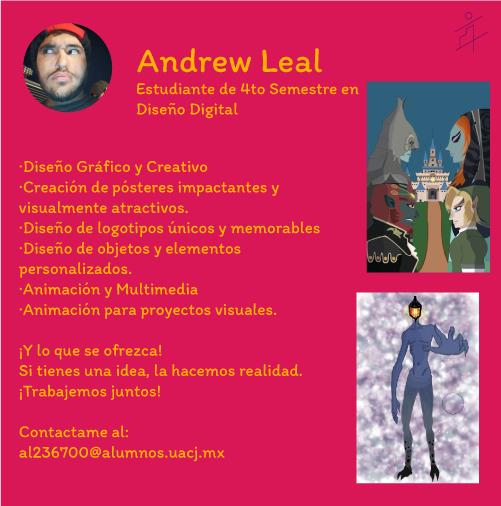 Andrew Leal
Estudiante de 4to Semestre en
Diseño Digital
·Diseño Gráfico y Creativo
·Creación de pósteres impactantes y
visualmente atractivos.
·Diseño de logotipos únicos y memorables
·Diseño de objetos y elementos
personalizados.
·Animación y Multimedia
·Animación para proyectos visuales.
¡Y lo que se ofrezca!
Si tienes una idea, la hacemos realidad.
¡Trabajemos juntos!
Contactame al:
al236700@alumnos.uacj.mx